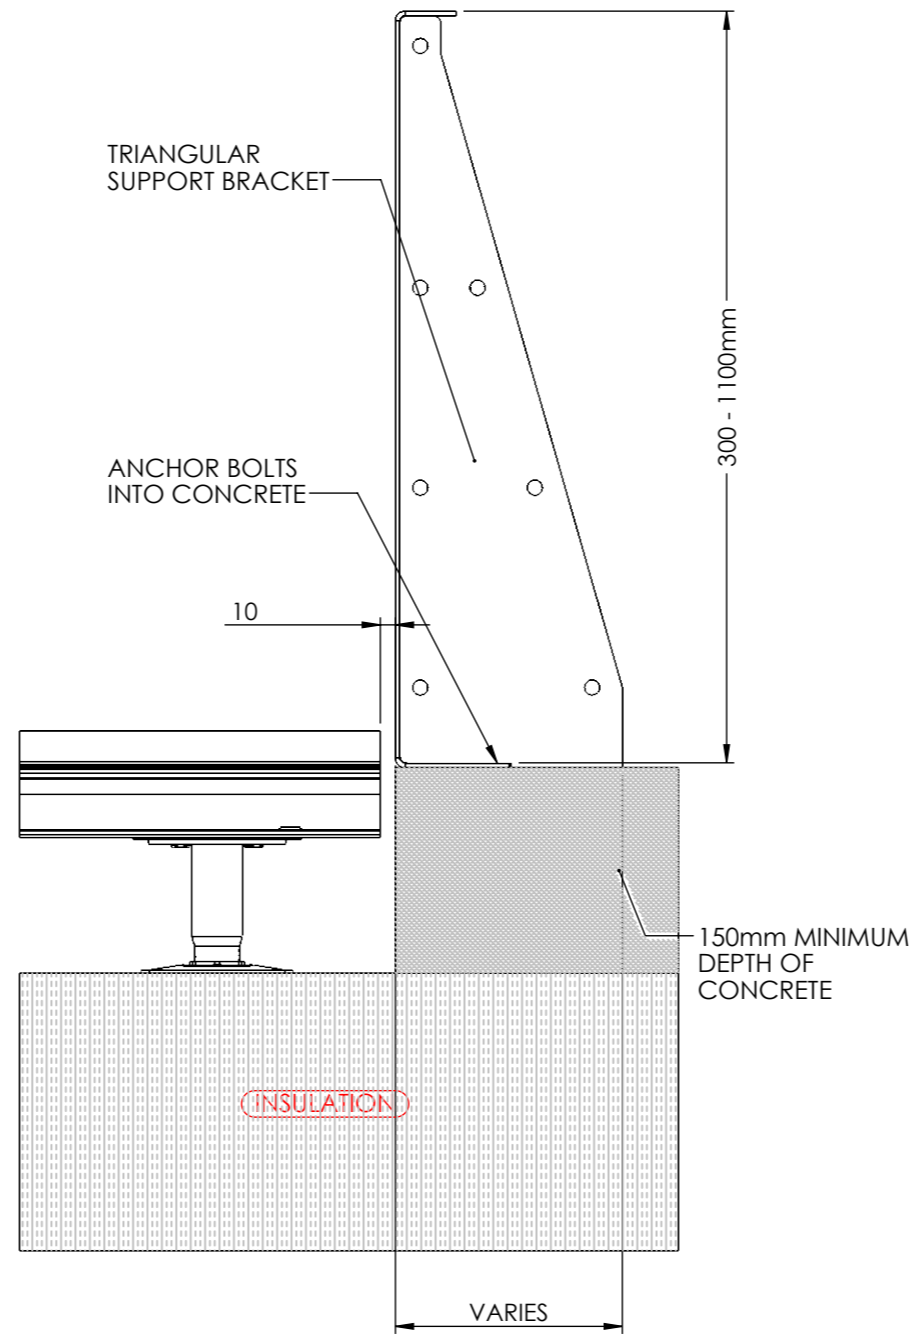 TRIANGULAR
SUPPORT BRACKET
300 - 1100mm
ANCHOR BOLTS
INTO CONCRETE
10
150mm MINIMUM
DEPTH OF
CONCRETE
INSULATION
VARIES